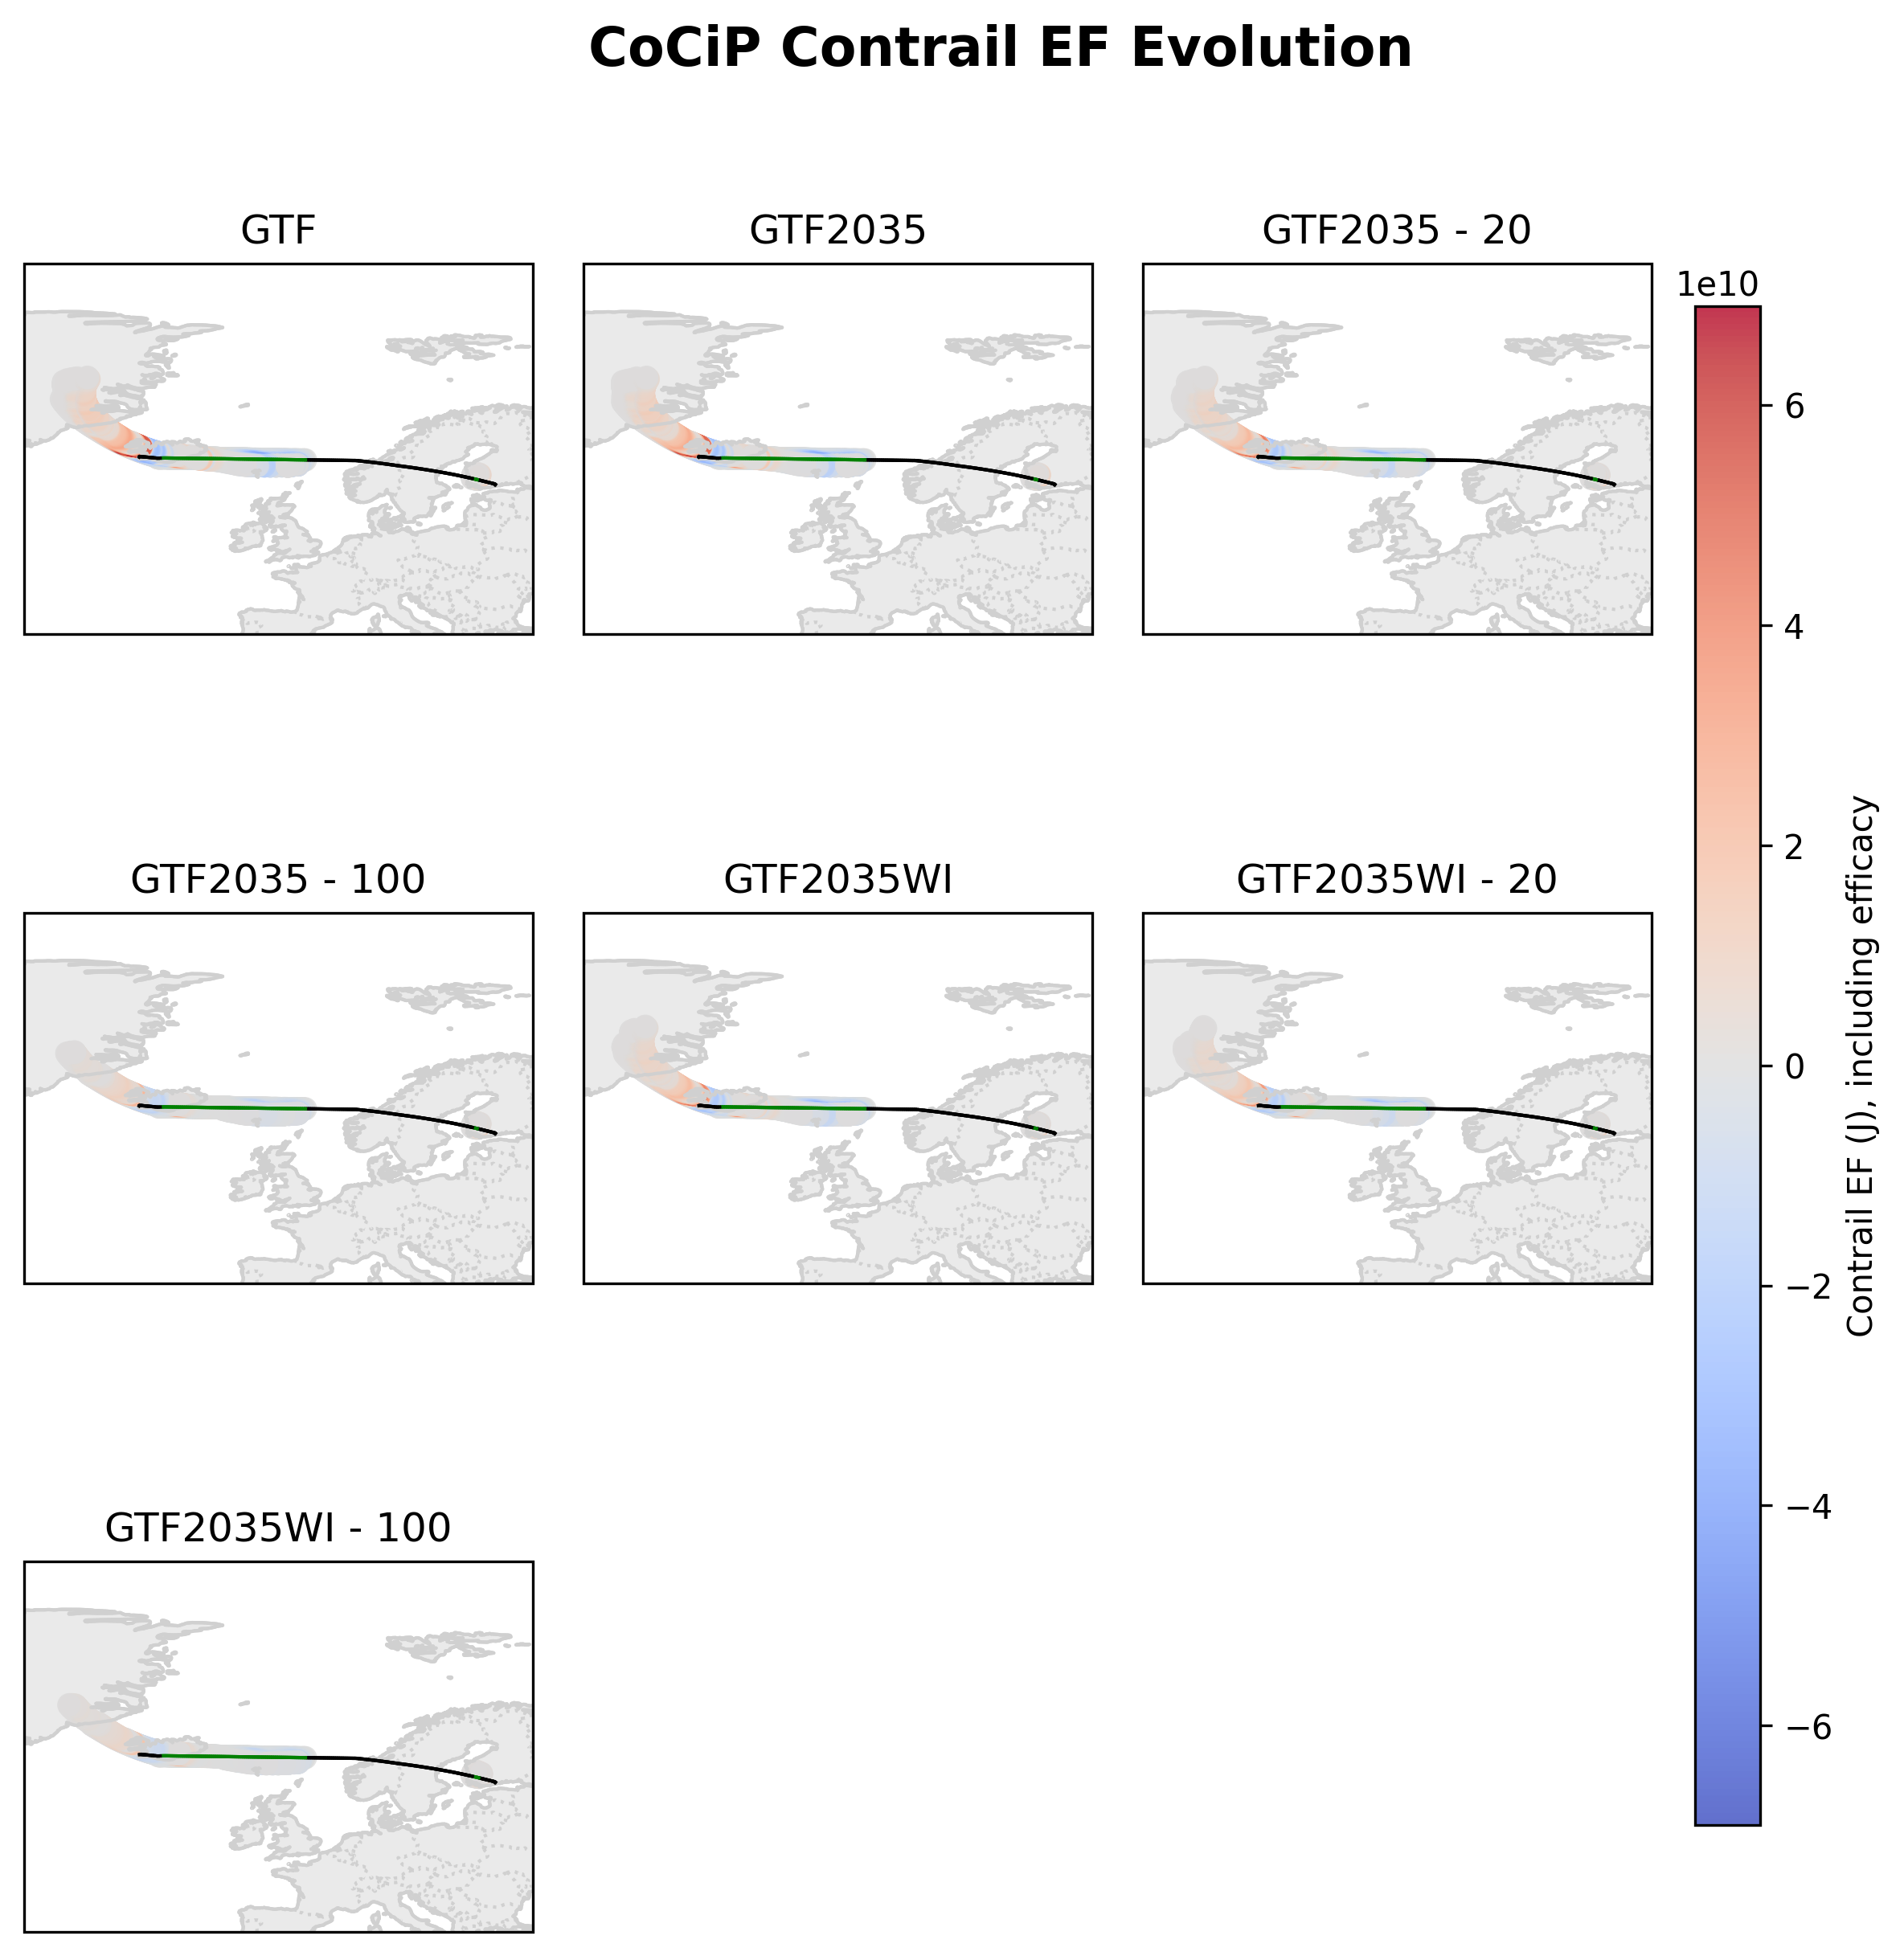 CoCiP Contrail EF Evolution
GTF
GTF2035
GTF2035 - 20
1e10
6
4
2
0
−2
−4
−6
Contrail EF (J), including efficacy
GTF2035 - 100
GTF2035WI
GTF2035WI - 20
GTF2035WI - 100